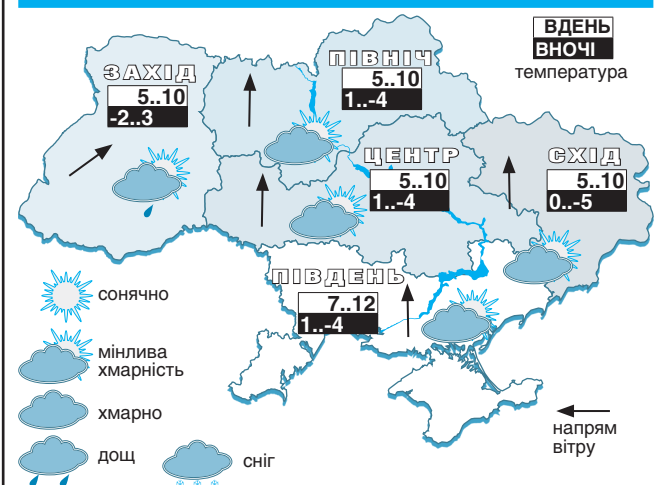 ВДЕНЬ
ВНОЧІ
температура
ЗАХІД
5..10
-2..3
ПІВНІЧ
5..10
1..-4
ЦЕНТР
5..10
1..-4
СХІД
5..10
0..-5
ПІВДЕНЬ
7..12
1..-4
сонячно
мінлива
хмарність
хмарно
дощ
сніг
напрям
вітру